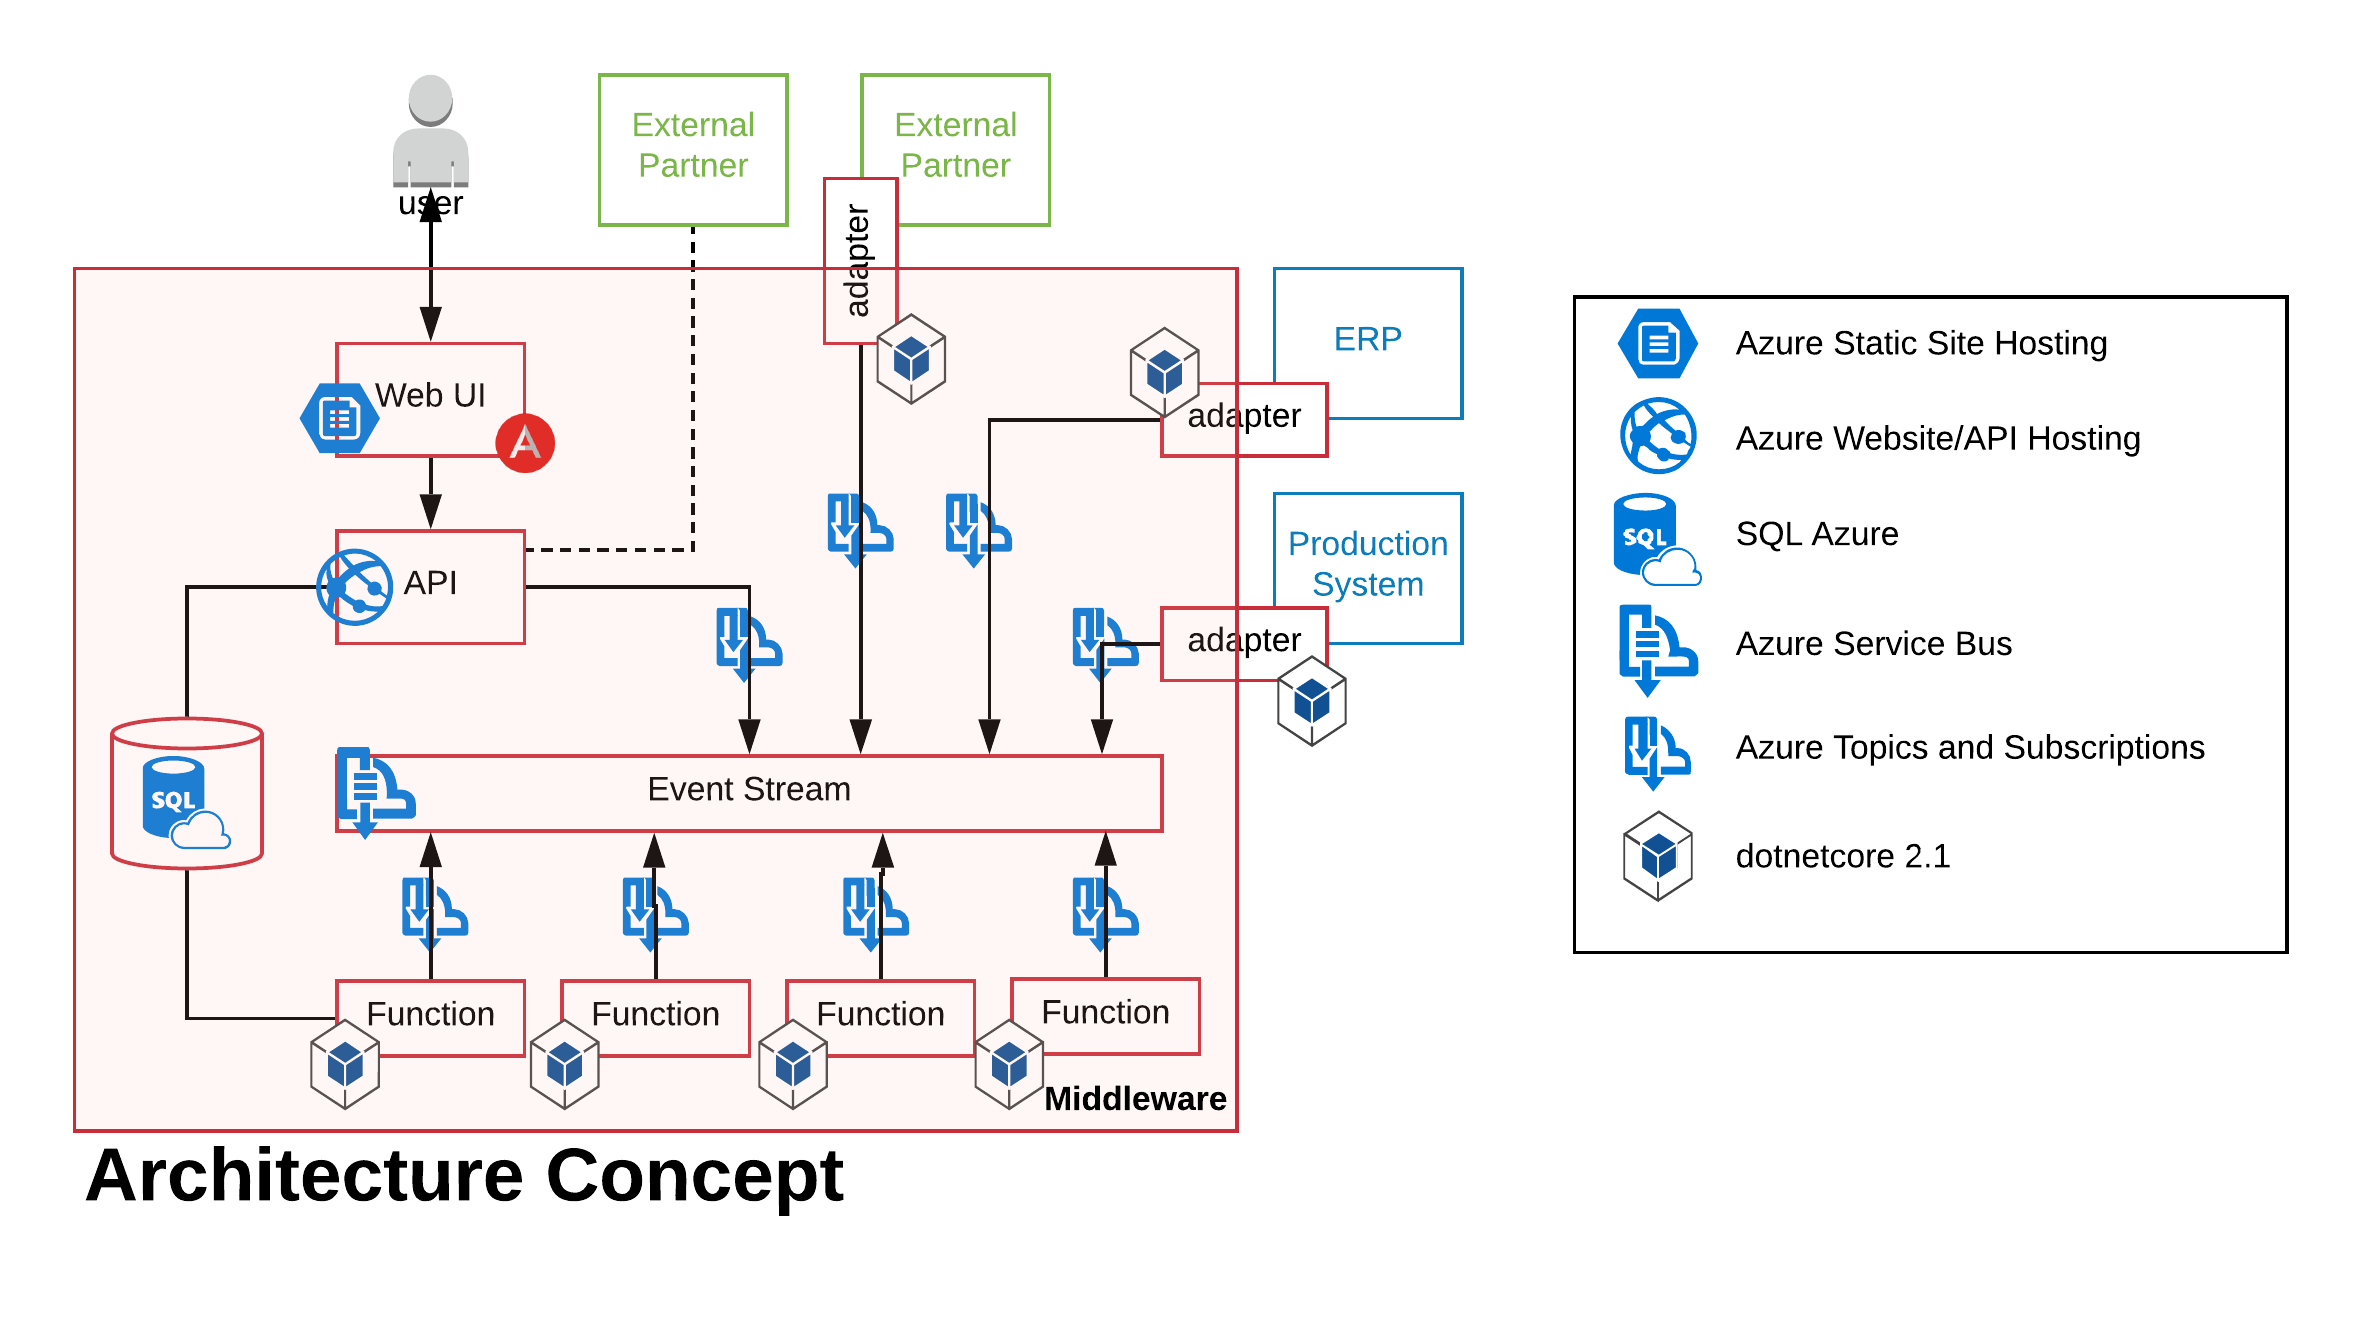 user
External
Partner
External
Partner
adapter
ERP
Web UI
A
adapter
Production
System
API
adapter
SQL
Event Stream
Function
Function
Function
Function
Middleware
Architecture Concept
Azure Static Site Hosting
Azure Website/API Hosting
SQL
SQL Azure
Azure Service Bus
Azure Topics and Subscriptions
dotnetcore 2.1